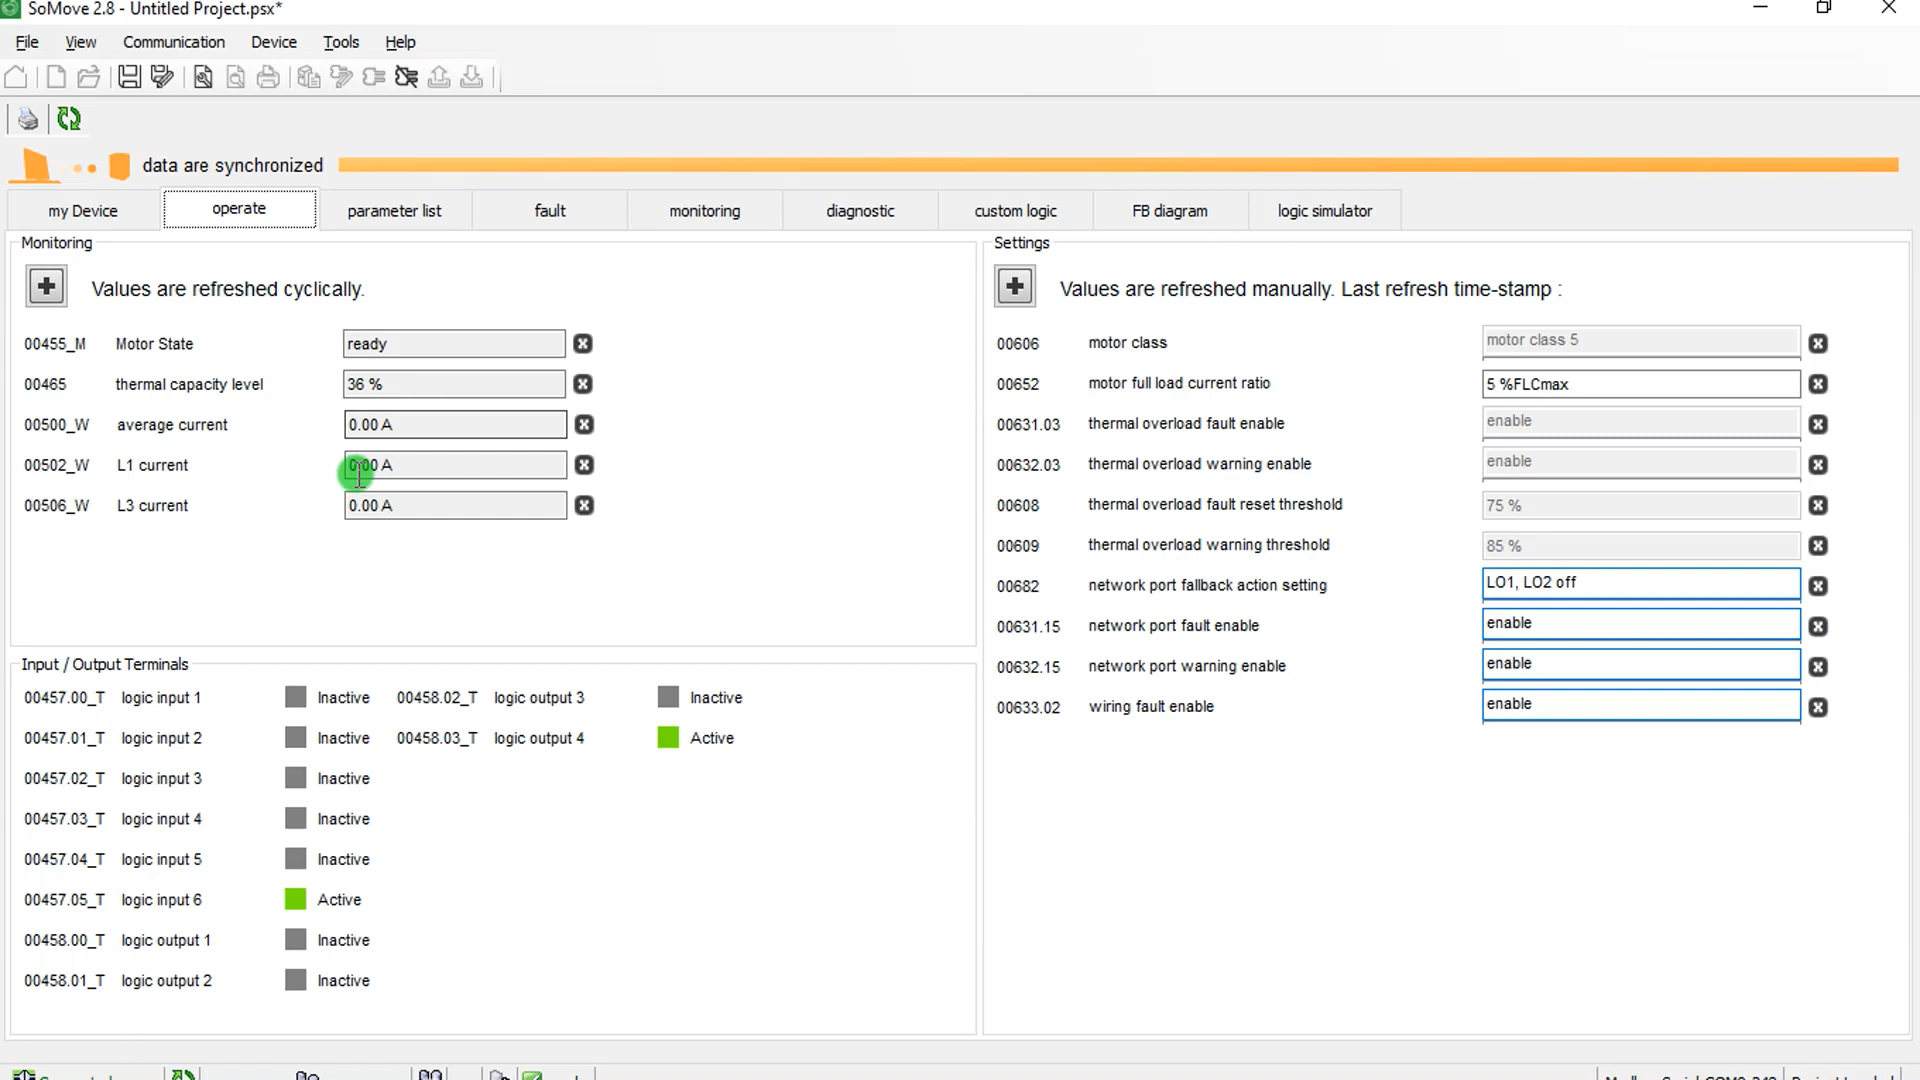 SoMove 2.8 - Untitled Project.psx*
File View Communication Device Tools Help
data are synchronized
my Device operate parameter list fault monitoring diagnostic custom logic FB diagram logic simulator
Monitoring
Values are refreshed cyclically.
00455_M Motor State ready
00465 thermal capacity level 36 %
00500_W average current 0.00 A
00502_W L1 current 0.00 A
00506_W L3 current 0.00 A
Input / Output Terminals
00457.00_T logic input 1 Inactive 00458.02_T logic output 3 Inactive
00457.01_T logic input 2 Inactive 00458.03_T logic output 4 Active
00457.02_T logic input 3 Inactive
00457.03_T logic input 4 Inactive
00457.04_T logic input 5 Inactive
00457.05_T logic input 6 Active
00458.00_T logic output 1 Inactive
00458.01_T logic output 2 Inactive
Settings
Values are refreshed manually. Last refresh time-stamp :
00606 motor class motor class 5
00652 motor full load current ratio 5 %FLCmax
00631.03 thermal overload fault enable enable
00632.03 thermal overload warning enable enable
00608 thermal overload fault reset threshold 75 %
00609 thermal overload warning threshold 85 %
00682 network port fallback action setting LO1, LO2 off
00631.15 network port fault enable enable
00632.15 network port warning enable enable
00633.02 wiring fault enable enable